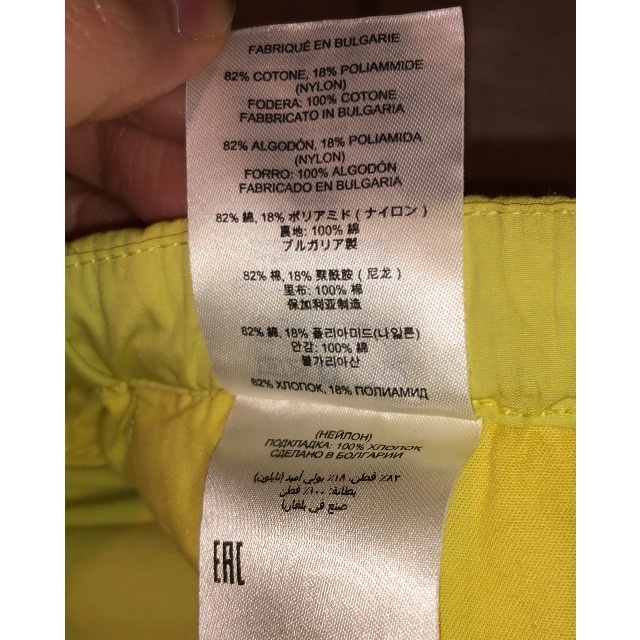 FABRIQUÉ EN BULGARIE
82% COTONE, 18% POLIAMMIDE
(NYLON)
FODERA: 100% COTONE
FABBRICATO IN BULGARIA
82% ALGODÓN, 18% POLIAMIDA
(NYLON)
FORRO: 100% ALGODÓN
FABRICADO EN BULGARIA
82% 綿, 18% ポリアミド ( ナイロン )
裏地: 100% 綿
ブルガリア製
82% 棉, 18% 聚酰胺 ( 尼龙 )
里布: 100% 棉
保加利亚制造
82% 綿, 18% 폴리아미드(나일론)
안감: 100% 綿
불가리아산
82% ХЛОПОК, 18% ПОЛИАМИД
(НЕЙЛОН)
ПОДКЛАДКА: 100% ХЛОПОК
СДЕЛАНО В БОЛГАРИИ
٨٢٪ قطن، ١٨٪ بولي أميد (نايلون)
بطانة: ١٠٠٪ قطن
صنع في بلغاريا
EAC